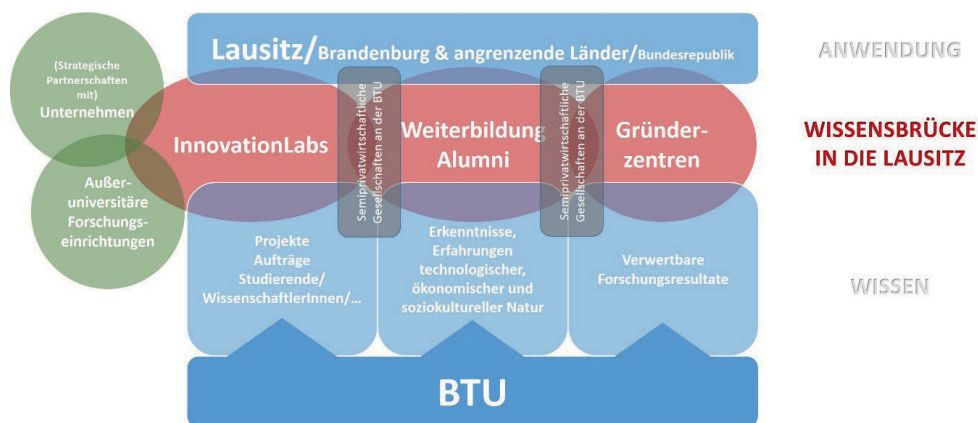 Lausitz/Brandenburg & angrenzende Länder/Bundesrepublik
ANWENDUNG
(Strategische
Partnerschaften
mit)
Unternehmen
InnovationLabs
Semiprivatwirtschaftliche
Gesellschaften an der BTU
Weiterbildung
Alumni
Semiprivatwirtschaftliche
Gesellschaften an der BTU
Gründer-
zentren
WISSENSBRÜCKE
IN DIE LAUSITZ
Außer-
universitäre
Forschungs-
einrichtungen
Projekte
Aufträge
Studierende/
WissenschaftlerInnen/...
Erkenntnisse,
Erfahrungen
technologischer,
ökonomischer und
soziokultureller Natur
Verwertbare
Forschungsresultate
WISSEN
BTU